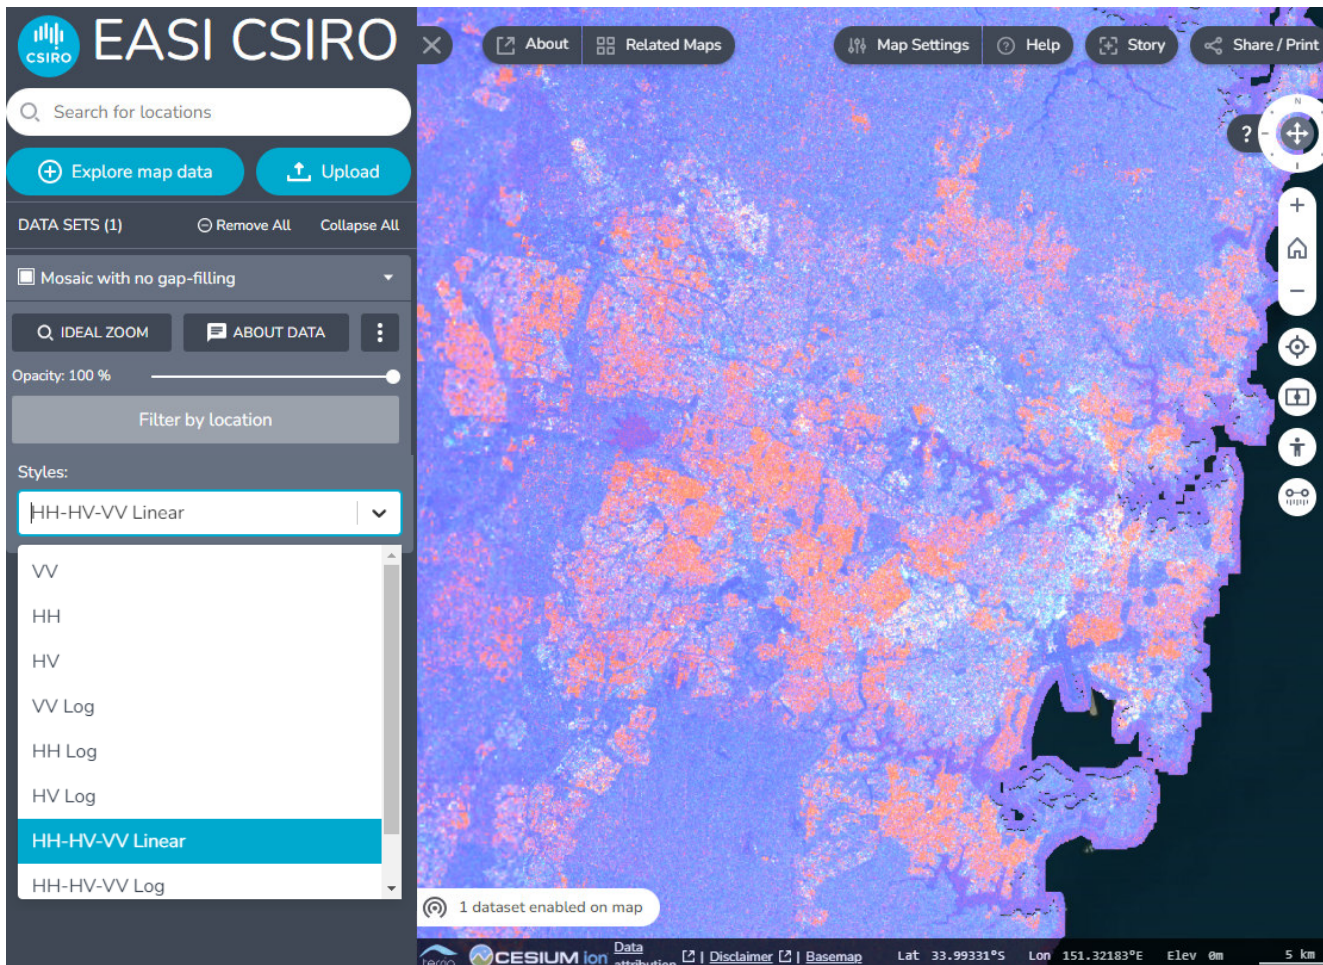 CSIRO
EASI CSIRO
About
Related Maps
Map Settings
Help
Story
Share / Print
Search for locations
N
?
Explore map data
Upload
DATA SETS (1)
Remove All
Collapse All
Mosaic with no gap-filling
IDEAL ZOOM
ABOUT DATA
Opacity: 100 %
Filter by location
Styles:
HH-HV-VV Linear
VV
HH
HV
VV Log
HH Log
HV Log
HH-HV-VV Linear
HH-HV-VV Log
1 dataset enabled on map
CESIUM ion
Data
attribution
| Disclaimer
| Basemap
Lat 33.99331°S Lon 151.32183°E Elev 0m
5 km